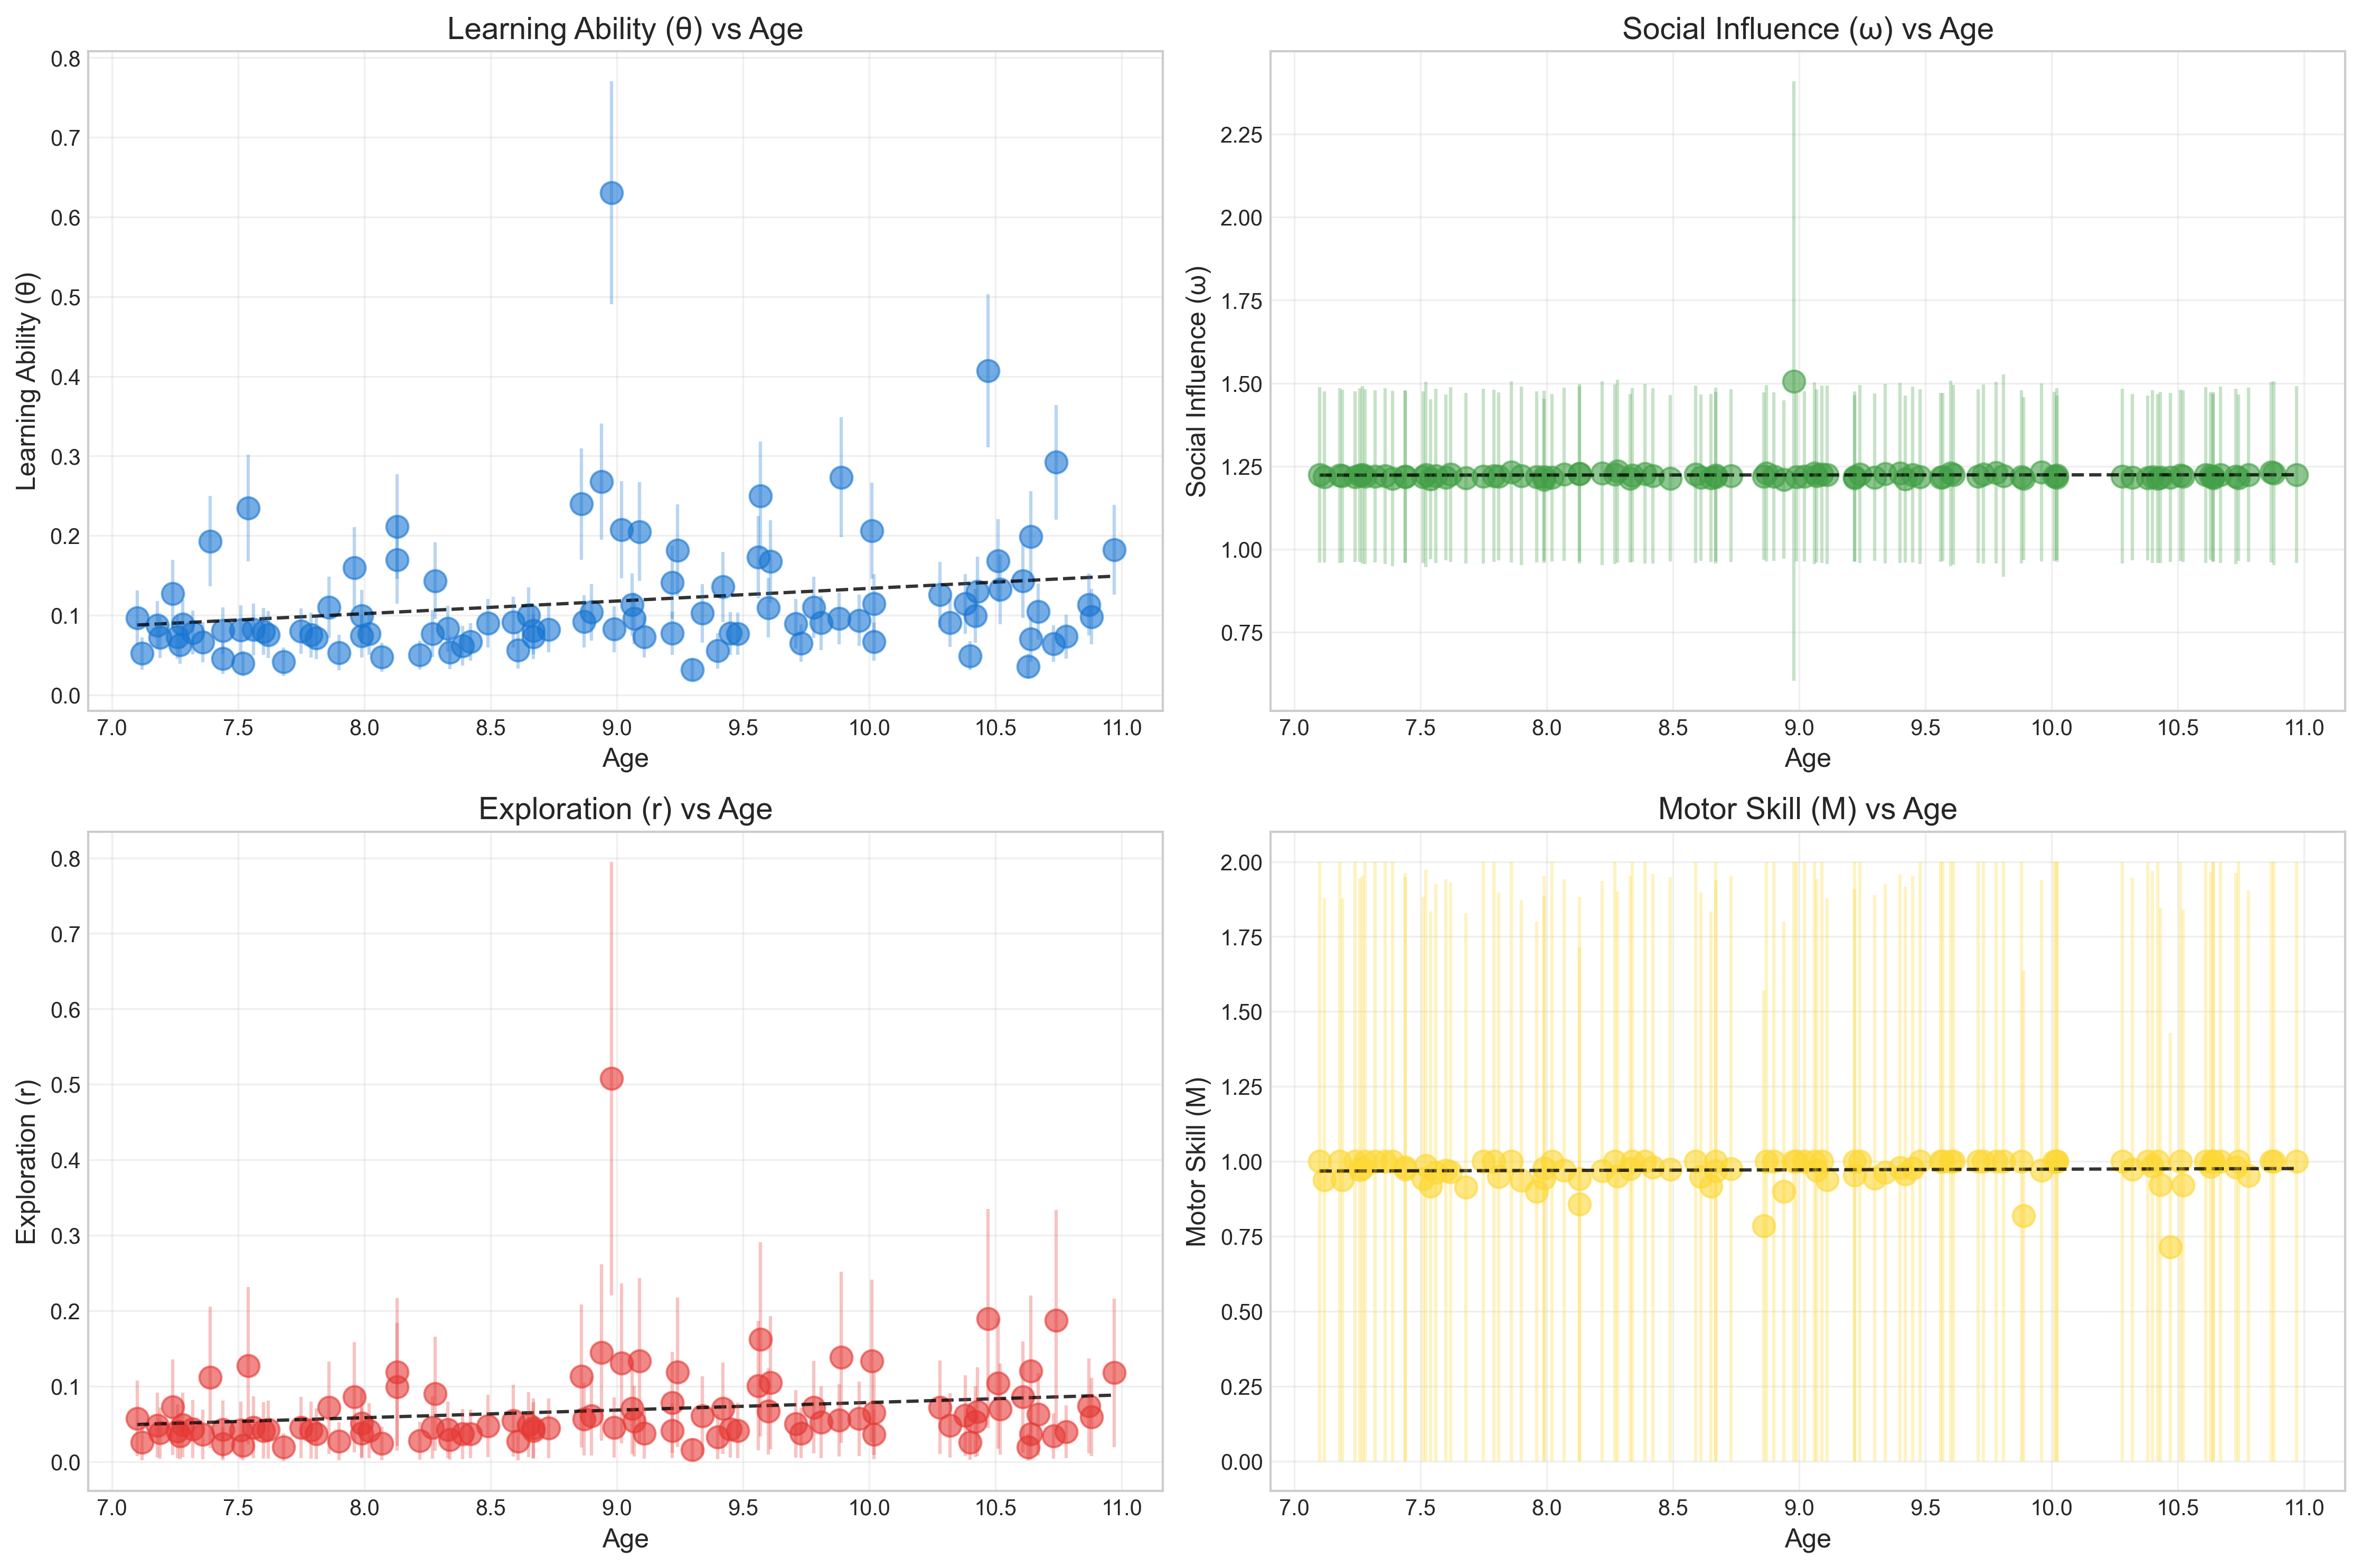 Learning Ability (θ) vs Age
Learning Ability (θ)
0.8
0.7
0.6
0.5
0.4
0.3
0.2
0.1
0.0
7.0 7.5 8.0 8.5 9.0 9.5 10.0 10.5 11.0
Age
Social Influence (ω) vs Age
Social Influence (ω)
2.25
2.00
1.75
1.50
1.25
1.00
0.75
7.0 7.5 8.0 8.5 9.0 9.5 10.0 10.5 11.0
Age
Exploration (r) vs Age
Exploration (r)
0.8
0.7
0.6
0.5
0.4
0.3
0.2
0.1
0.0
7.0 7.5 8.0 8.5 9.0 9.5 10.0 10.5 11.0
Age
Motor Skill (M) vs Age
Motor Skill (M)
2.00
1.75
1.50
1.25
1.00
0.75
0.50
0.25
0.00
7.0 7.5 8.0 8.5 9.0 9.5 10.0 10.5 11.0
Age